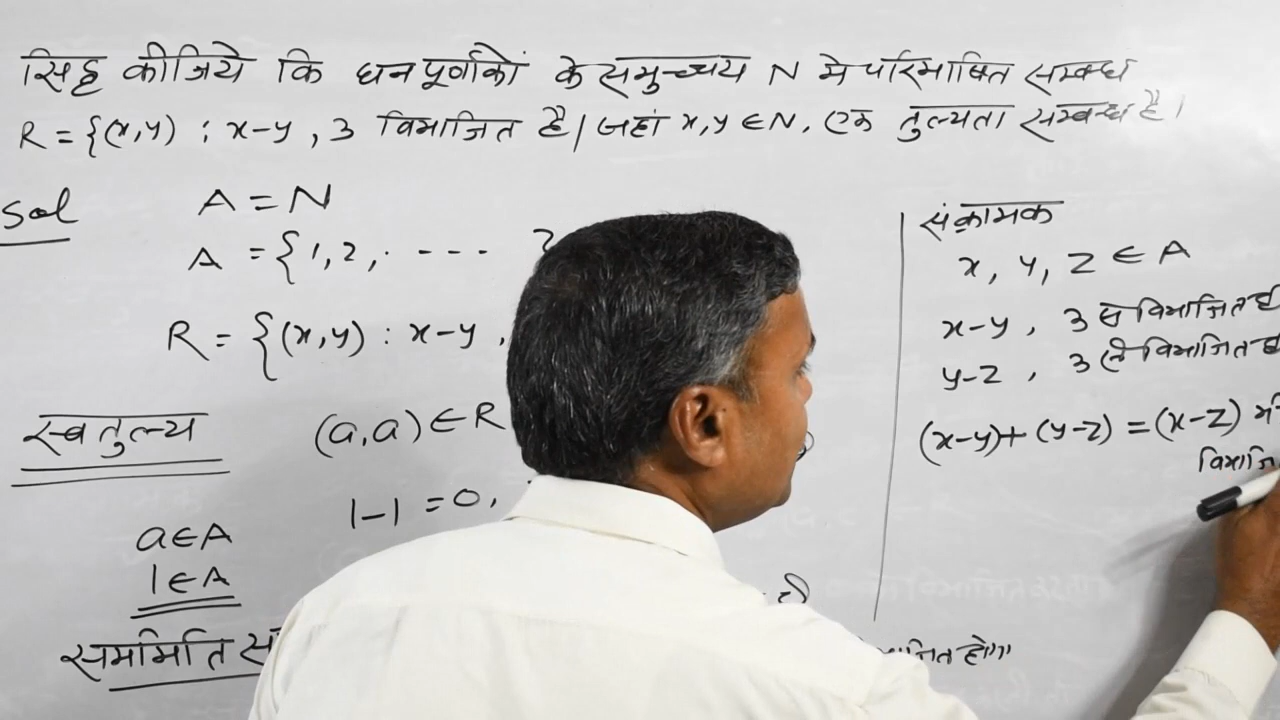 सिद्ध कीजिये कि धनपूर्णाकों के समुच्चय N मे परिभाषित सम्बन्ध
R = {(x,y) : x-y , 3 विभाजित है। जहां x,y ∈ N, एक तुल्यता सम्बन्ध है।
Sol
A = N
A = {1,2, - - - -
R = {(x,y) : x-y ,
स्वतुल्य
(a,a) ∈ R
1-1 = 0,
a ∈ A
1 ∈ A
सममिति
संक्रामक
x, y, z ∈ A
x-y , 3 से विभाजित
y-z , 3 से विभाजित
(x-y)+(y-z) = (x-z)